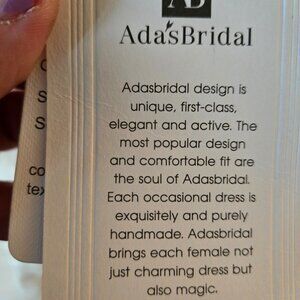 AB
AdasBridal
Adasbridal design is
unique, first-class,
elegant and active. The
most popular design
and comfortable fit are
the soul of Adasbridal.
Each occasional dress is
exquisitely and purely
handmade. Adasbridal
brings each female not
just charming dress but
also magic.